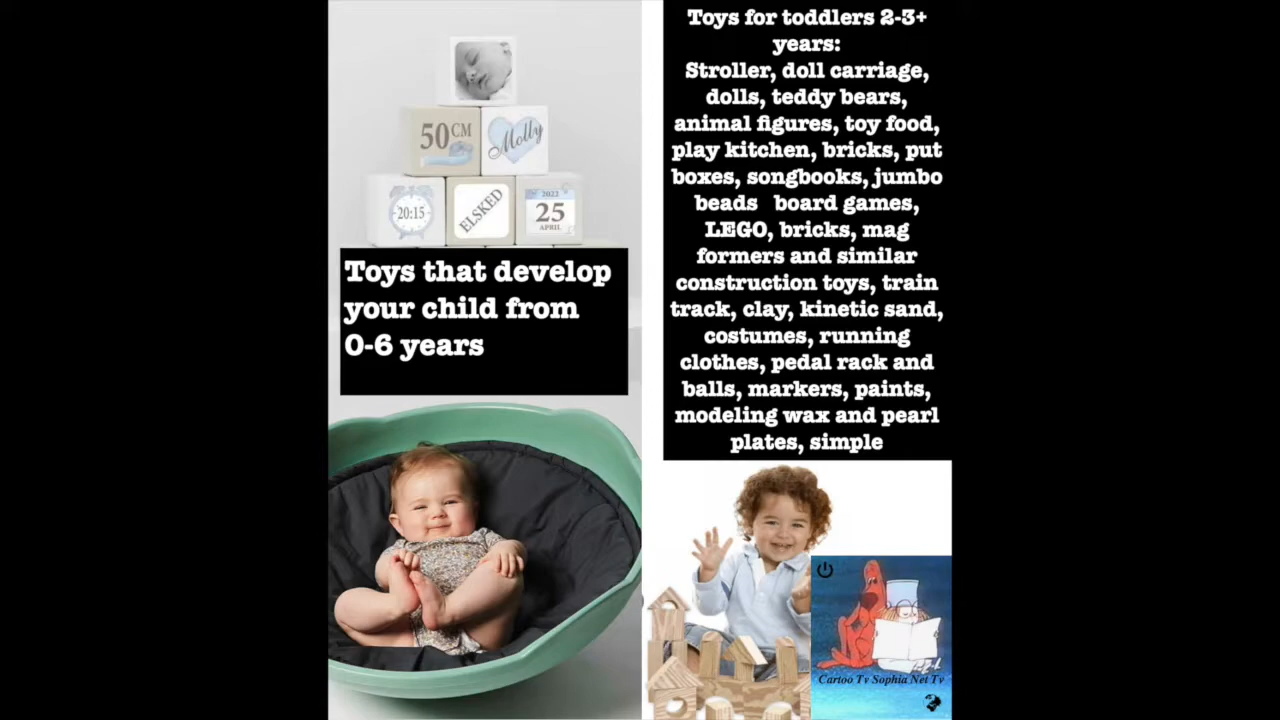 50 CM
Molly
20:15
ELSKED
2022
25
APRIL
Toys that develop
your child from
0-6 years
Toys for toddlers 2-3+
years:
Stroller, doll carriage,
dolls, teddy bears,
animal figures, toy food,
play kitchen, bricks, put
boxes, songbooks, jumbo
beads board games,
LEGO, bricks, mag
formers and similar
construction toys, train
track, clay, kinetic sand,
costumes, running
clothes, pedal rack and
balls, markers, paints,
modeling wax and pearl
plates, simple
Cartoo Tv Sophia Net Tv